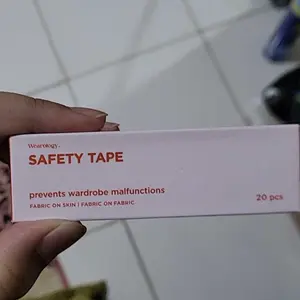 Wearology.
SAFETY TAPE
prevents wardrobe malfunctions
FABRIC ON SKIN | FABRIC ON FABRIC
20 pcs